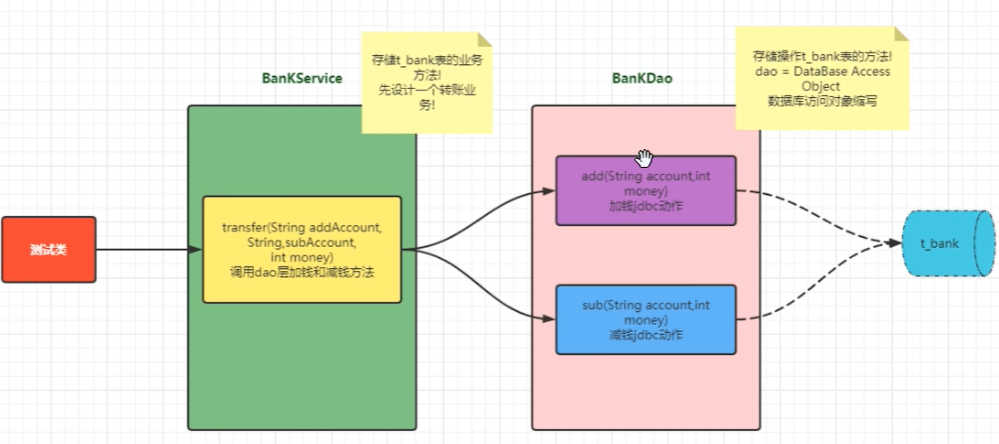 存储t_bank表的业务
方法!
先设计一个转账业
务!
存储操作t_bank表的方法!
dao = DataBase Access
Object
数据库访问对象缩写
BanKService
BanKDao
add(String account,int
money)
加钱jdbc动作
测试类
transfer(String addAccount,
String,subAccount,
int money)
调用dao层加钱和减钱方法
t_bank
sub(String account,int
money)
减钱jdbc动作